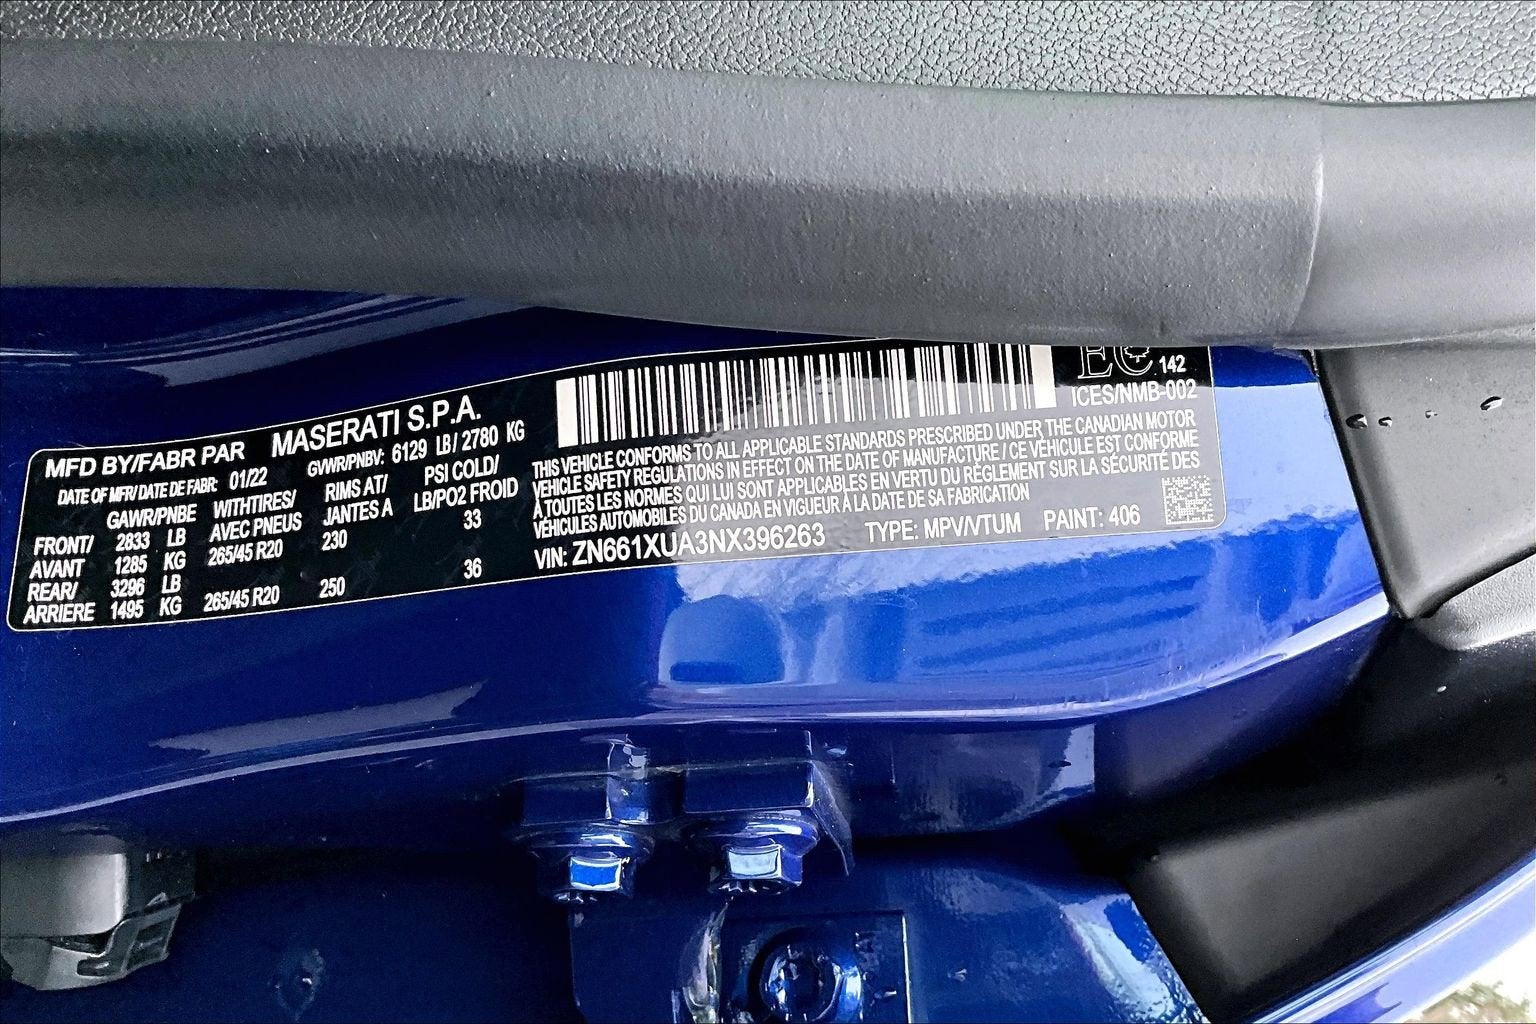 MFD BY/FABR PAR MASERATI S.P.A.
DATE OF MFR/DATE DE FABR: 01/22 GVWR/PNBV: 6129 LB/ 2780 KG
GAWR/PNBE WITHTIRES/ RIMS AT/ PSI COLD/
AVEC PNEUS JANTES A LB/PO2 FROID
FRONT/ 2833 LB 265/45 R20 230 33
AVANT 1285 KG
REAR/ 3296 LB 265/45 R20 250 36
ARRIERE 1495 KG
EC 142
ICES/NMB-002
THIS VEHICLE CONFORMS TO ALL APPLICABLE STANDARDS PRESCRIBED UNDER THE CANADIAN MOTOR
VEHICLE SAFETY REGULATIONS IN EFFECT ON THE DATE OF MANUFACTURE / CE VÉHICULE EST CONFORME
À TOUTES LES NORMES QUI LUI SONT APPLICABLES EN VERTU DU RÈGLEMENT SUR LA SÉCURITÉ DES
VÉHICULES AUTOMOBILES DU CANADA EN VIGUEUR À LA DATE DE SA FABRICATION
VIN: ZN661XUA3NX396263 TYPE: MPV/VTUM PAINT: 406